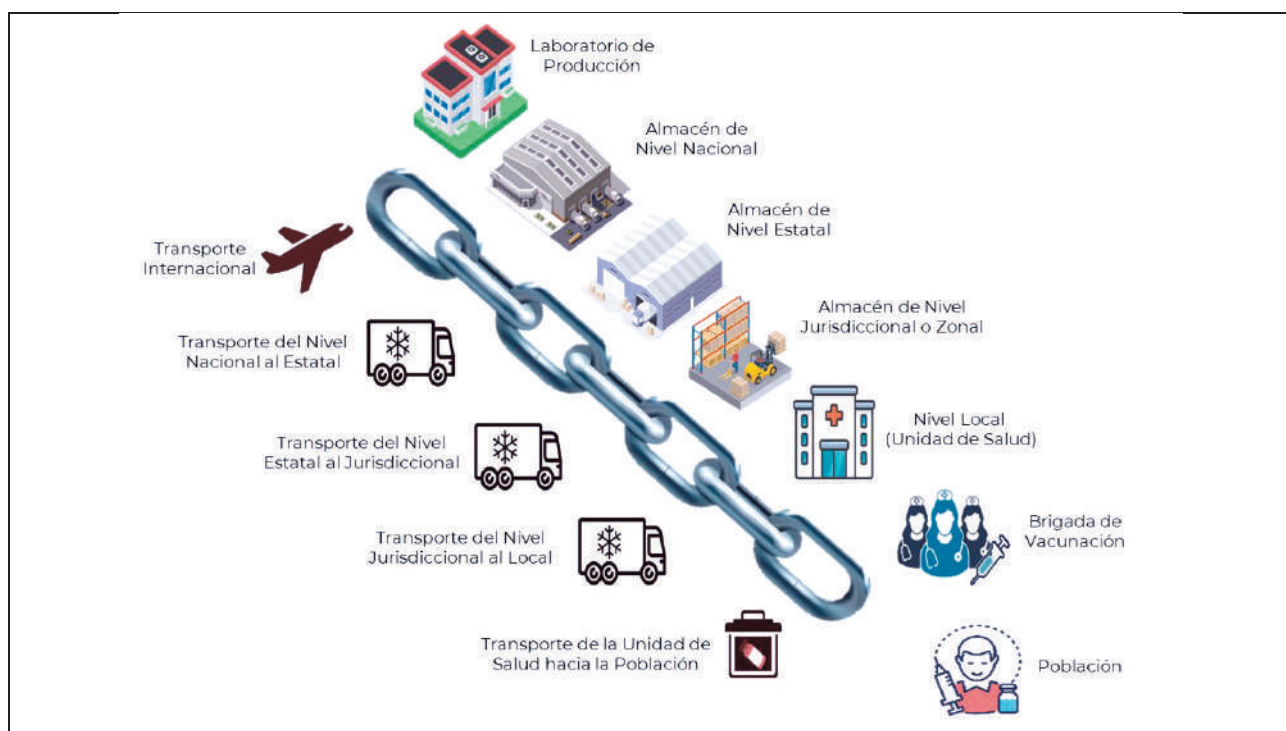 Laboratorio de
Producción
Almacén de
Nivel Nacional
Almacén de
Nivel Estatal
Transporte
Internacional
Almacén de Nivel
Jurisdiccional o Zonal
Transporte del Nivel
Nacional al Estatal
Nivel Local
(Unidad de Salud)
Transporte del Nivel
Estatal al Jurisdiccional
Brigada de
Vacunación
Transporte del Nivel
Jurisdiccional al Local
Transporte de la Unidad de
Salud hacia la Población
Población